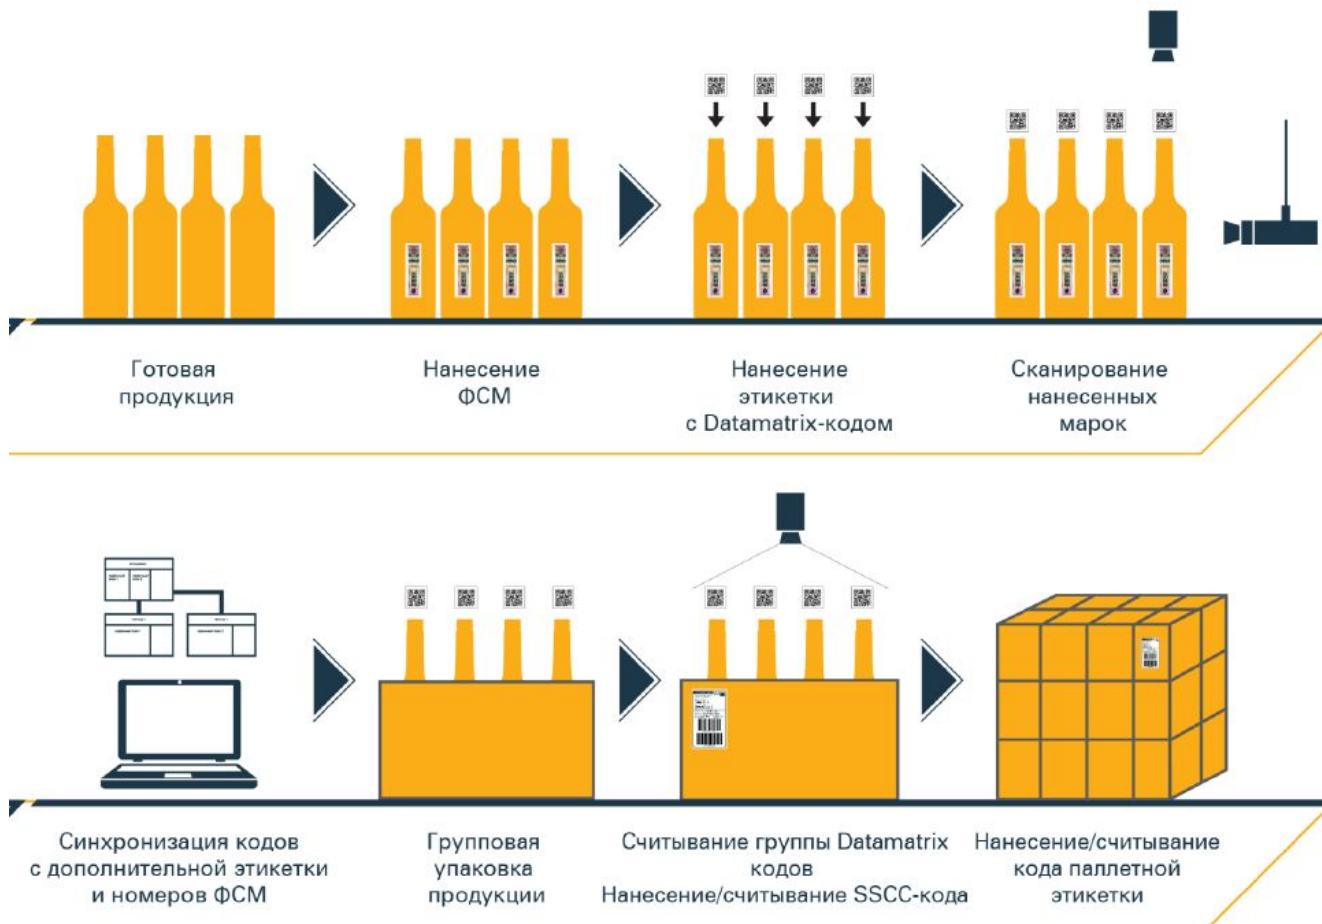 Готовая
продукция
Нанесение
ФСМ
Нанесение
этикетки
с Datamatrix-кодом
Сканирование
нанесенных
марок
Синхронизация кодов
с дополнительной этикетки
и номеров ФСМ
Групповая
упаковка
продукции
Считывание группы Datamatrix
кодов
Нанесение/считывание SSCC-кода
Нанесение/считывание
кода паллетной
этикетки